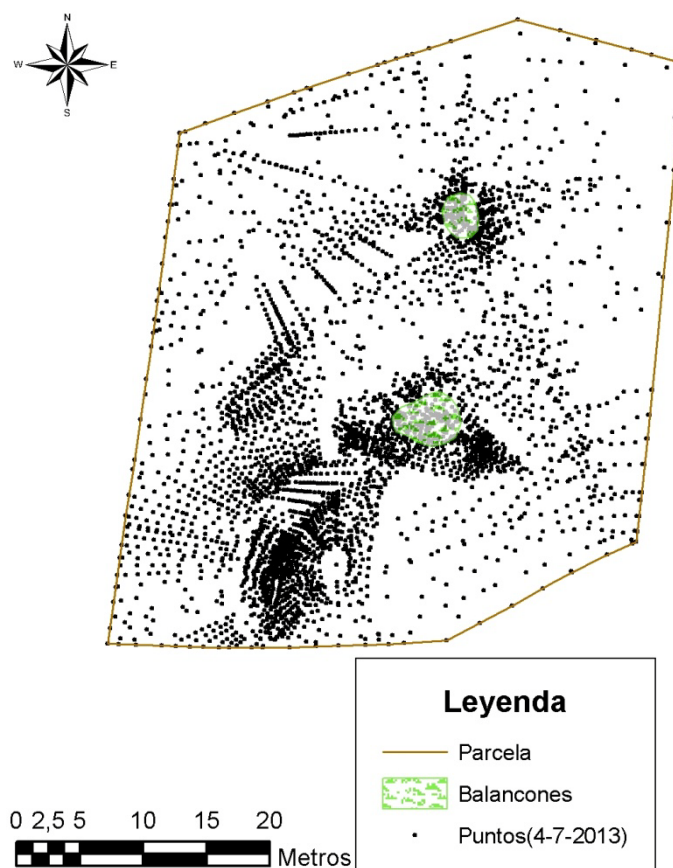 N
W E
S
Leyenda
Parcela
Balancones
Puntos(4-7-2013)
0 2,5 5 10 15 20
Metros